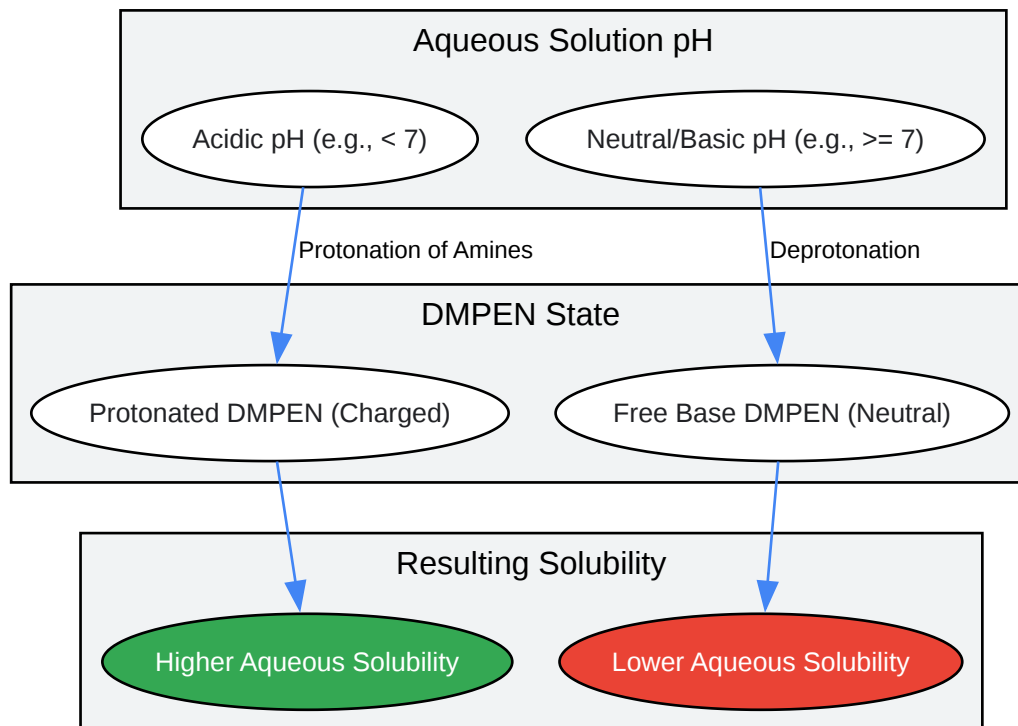 Aqueous Solution pH
Acidic pH (e.g., < 7)
Neutral/Basic pH (e.g., >= 7)
Protonation of Amines
Deprotonation
DMPEN State
Protonated DMPEN (Charged)
Free Base DMPEN (Neutral)
Resulting Solubility
Higher Aqueous Solubility
Lower Aqueous Solubility